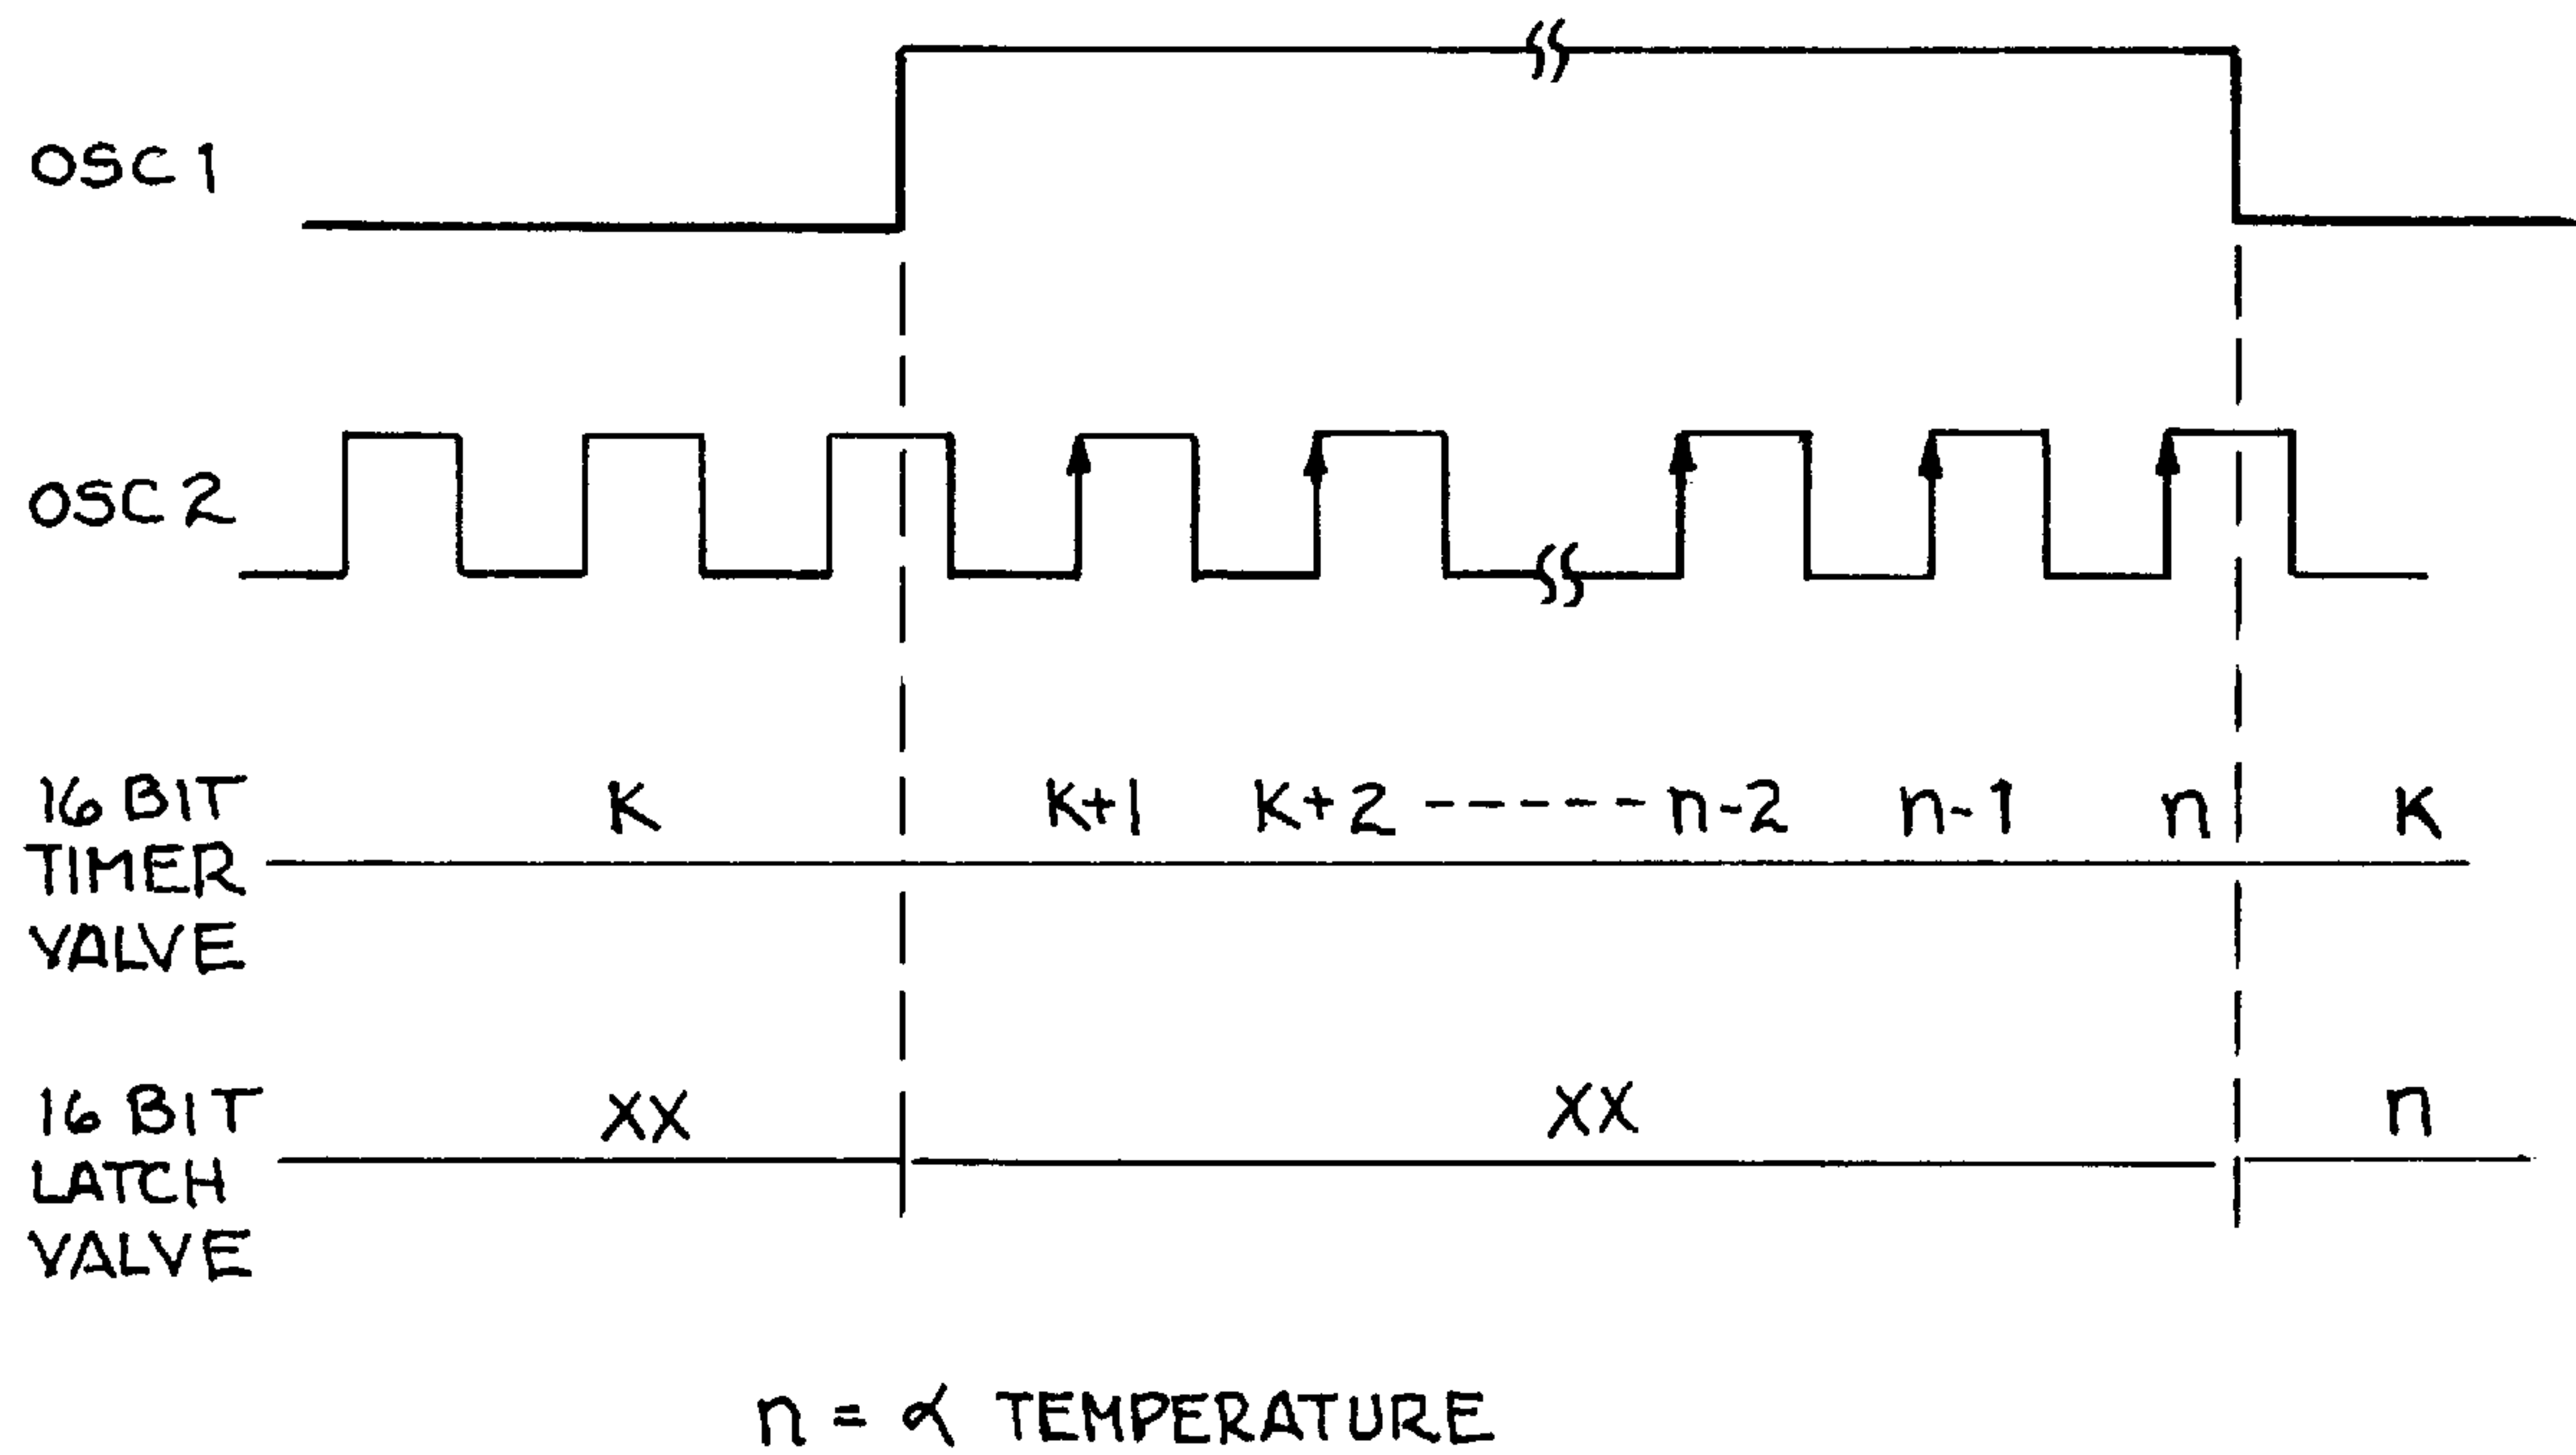 OSC 1
OSC 2
16 BIT
TIMER
VALVE
K
K+1
K+2 ------ n-2
n-1
n
K
16 BIT
LATCH
VALVE
XX
XX
n
n = α TEMPERATURE